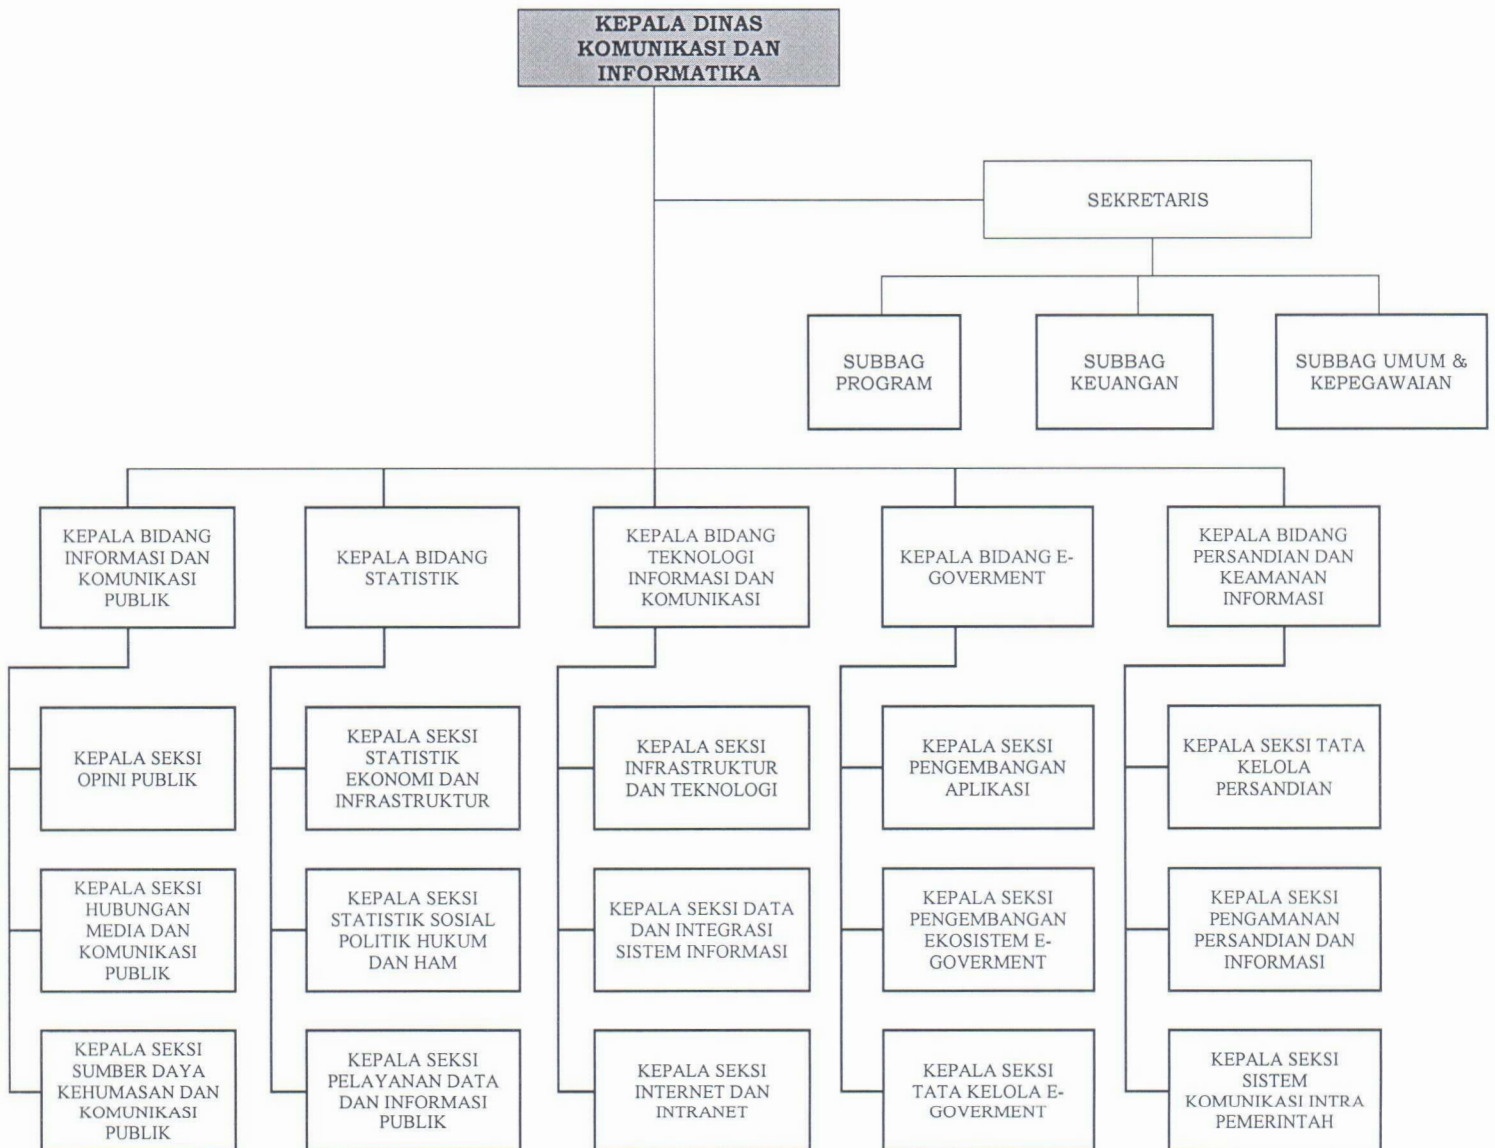 KEPALA DINAS
KOMUNIKASI DAN
INFORMATIKA
SEKRETARIS
SUBBAG
PROGRAM
SUBBAG
KEUANGAN
SUBBAG UMUM &
KEPEGAWAIAN
KEPALA BIDANG
INFORMASI DAN
KOMUNIKASI
PUBLIK
KEPALA BIDANG
STATISTIK
KEPALA BIDANG
TEKNOLOGI
INFORMASI DAN
KOMUNIKASI
KEPALA BIDANG E-
GOVERMENT
KEPALA BIDANG
PERSANDIAN DAN
KEAMANAN
INFORMASI
KEPALA SEKSI
OPINI PUBLIK
KEPALA SEKSI
STATISTIK
EKONOMI DAN
INFRASTRUKTUR
KEPALA SEKSI
INFRASTRUKTUR
DAN TEKNOLOGI
KEPALA SEKSI
PENGEMBANGAN
APLIKASI
KEPALA SEKSI TATA
KELOLA
PERSANDIAN
KEPALA SEKSI
HUBUNGAN
MEDIA DAN
KOMUNIKASI
PUBLIK
KEPALA SEKSI
STATISTIK SOSIAL
POLITIK HUKUM
DAN HAM
KEPALA SEKSI DATA
DAN INTEGRASI
SISTEM INFORMASI
KEPALA SEKSI
PENGEMBANGAN
EKOSISTEM E-
GOVERMENT
KEPALA SEKSI
PENGAMANAN
PERSANDIAN DAN
INFORMASI
KEPALA SEKSI
SUMBER DAYA
KEHUMASAN DAN
KOMUNIKASI
PUBLIK
KEPALA SEKSI
PELAYANAN DATA
DAN INFORMASI
PUBLIK
KEPALA SEKSI
INTERNET DAN
INTRANET
KEPALA SEKSI
TATA KELOLA E-
GOVERMENT
KEPALA SEKSI
SISTEM
KOMUNIKASI INTRA
PEMERINTAH